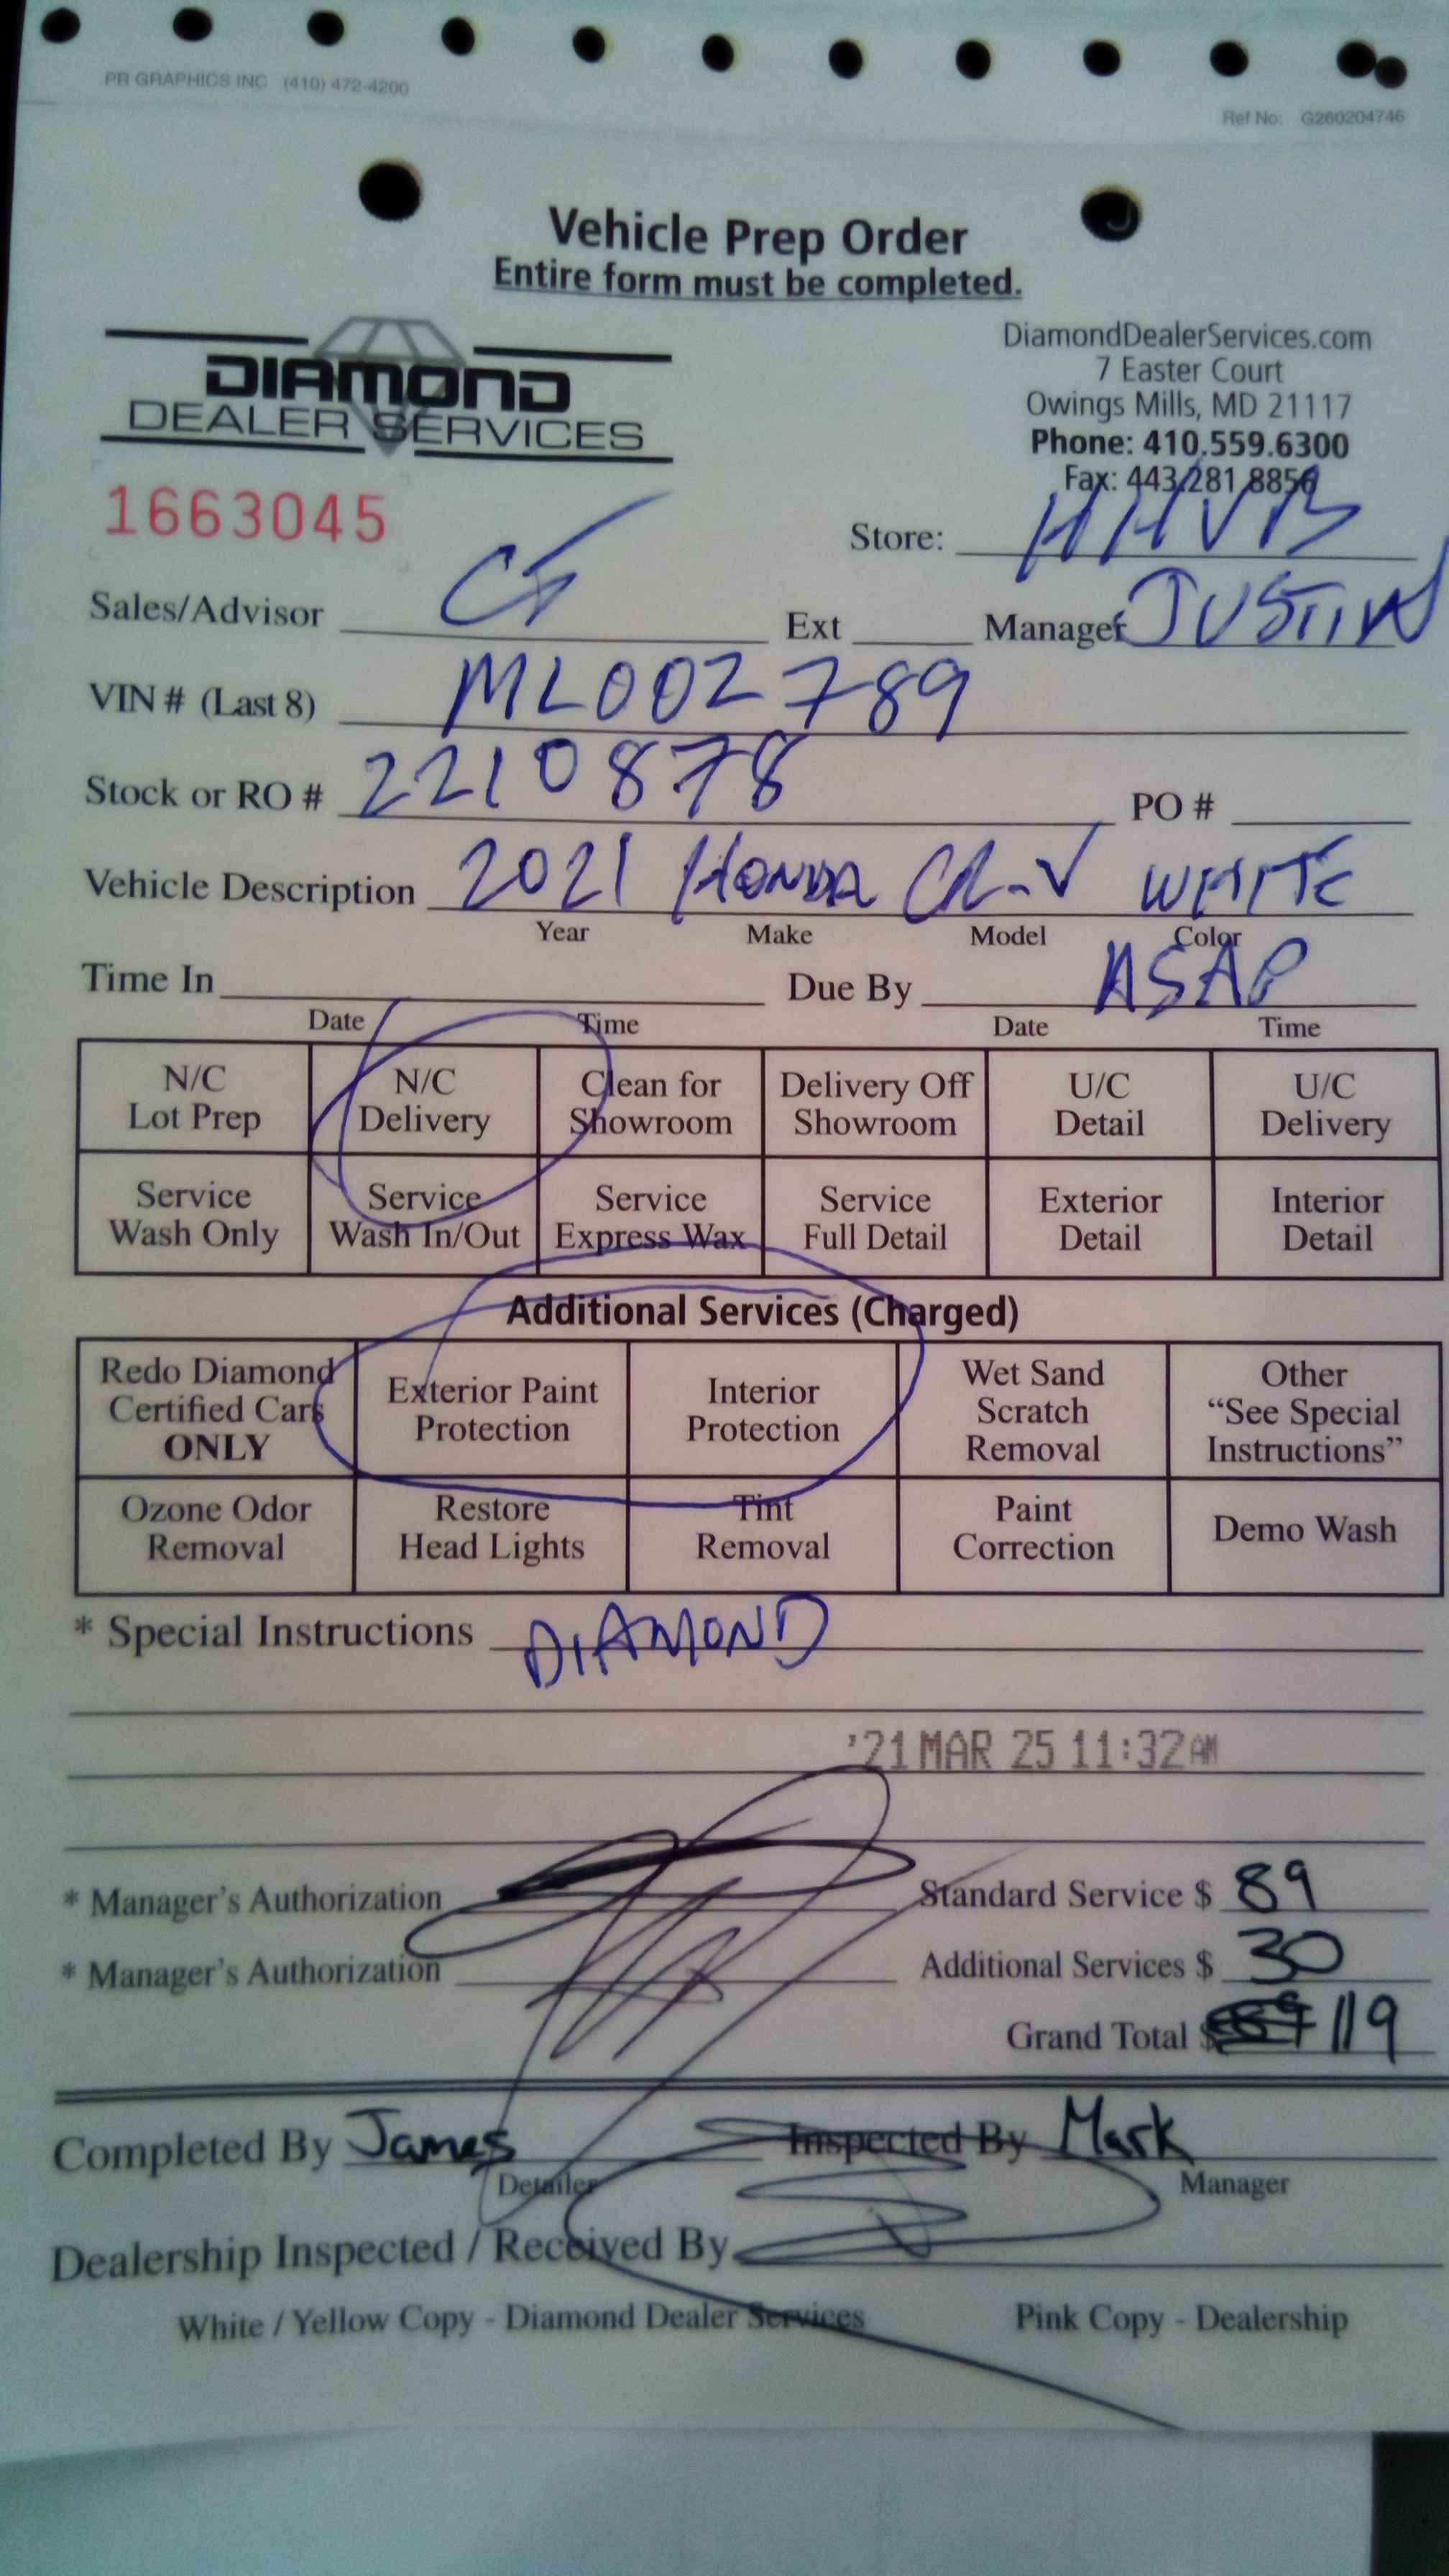 PR GRAPHICS INC (410) 472-4200
Ref No: G260204746
Vehicle Prep Order
Entire form must be completed.
DIAMOND
DEALER SERVICES
DiamondDealerServices.com
7 Easter Court
Owings Mills, MD 21117
Phone: 410.559.6300
Fax: 443.281.8856
1663045
Store: HHVB
Sales/Advisor CF Ext Manager JUSTIN
VIN # (Last 8) ML002789
Stock or RO # 2210878 PO #
Vehicle Description 2021 HONDA CR-V WHITE
Year Make Model Color
Time In Due By ASAP
Date Time Date Time
N/C Lot Prep N/C Delivery Clean for Showroom Delivery Off Showroom U/C Detail U/C Delivery
Service Wash Only Service Wash In/Out Service Express Wax Service Full Detail Exterior Detail Interior Detail
Additional Services (Charged)
Redo Diamond Certified Cars ONLY Exterior Paint Protection Interior Protection Wet Sand Scratch Removal Other "See Special Instructions"
Ozone Odor Removal Restore Head Lights Tint Removal Paint Correction Demo Wash
* Special Instructions DIAMOND
'21 MAR 25 11:32 AM
* Manager's Authorization Standard Service $ 89
* Manager's Authorization Additional Services $ 30
Grand Total $ 119
Completed By James Inspected By Mark
Detailer Manager
Dealership Inspected / Received By
White / Yellow Copy - Diamond Dealer Services Pink Copy - Dealership